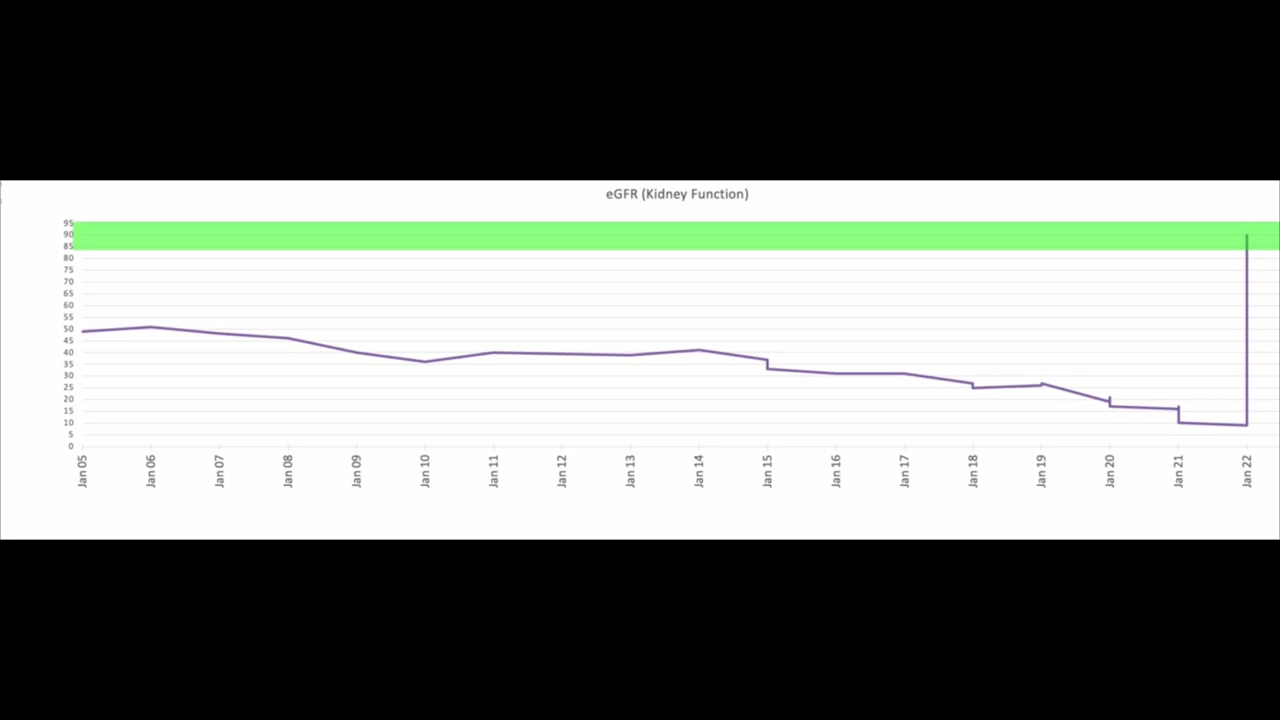 eGFR (Kidney Function)
95
90
85
80
75
70
65
60
55
50
45
40
35
30
25
20
15
10
5
0
Jan 05
Jan 06
Jan 07
Jan 08
Jan 09
Jan 10
Jan 11
Jan 12
Jan 13
Jan 14
Jan 15
Jan 16
Jan 17
Jan 18
Jan 19
Jan 20
Jan 21
Jan 22